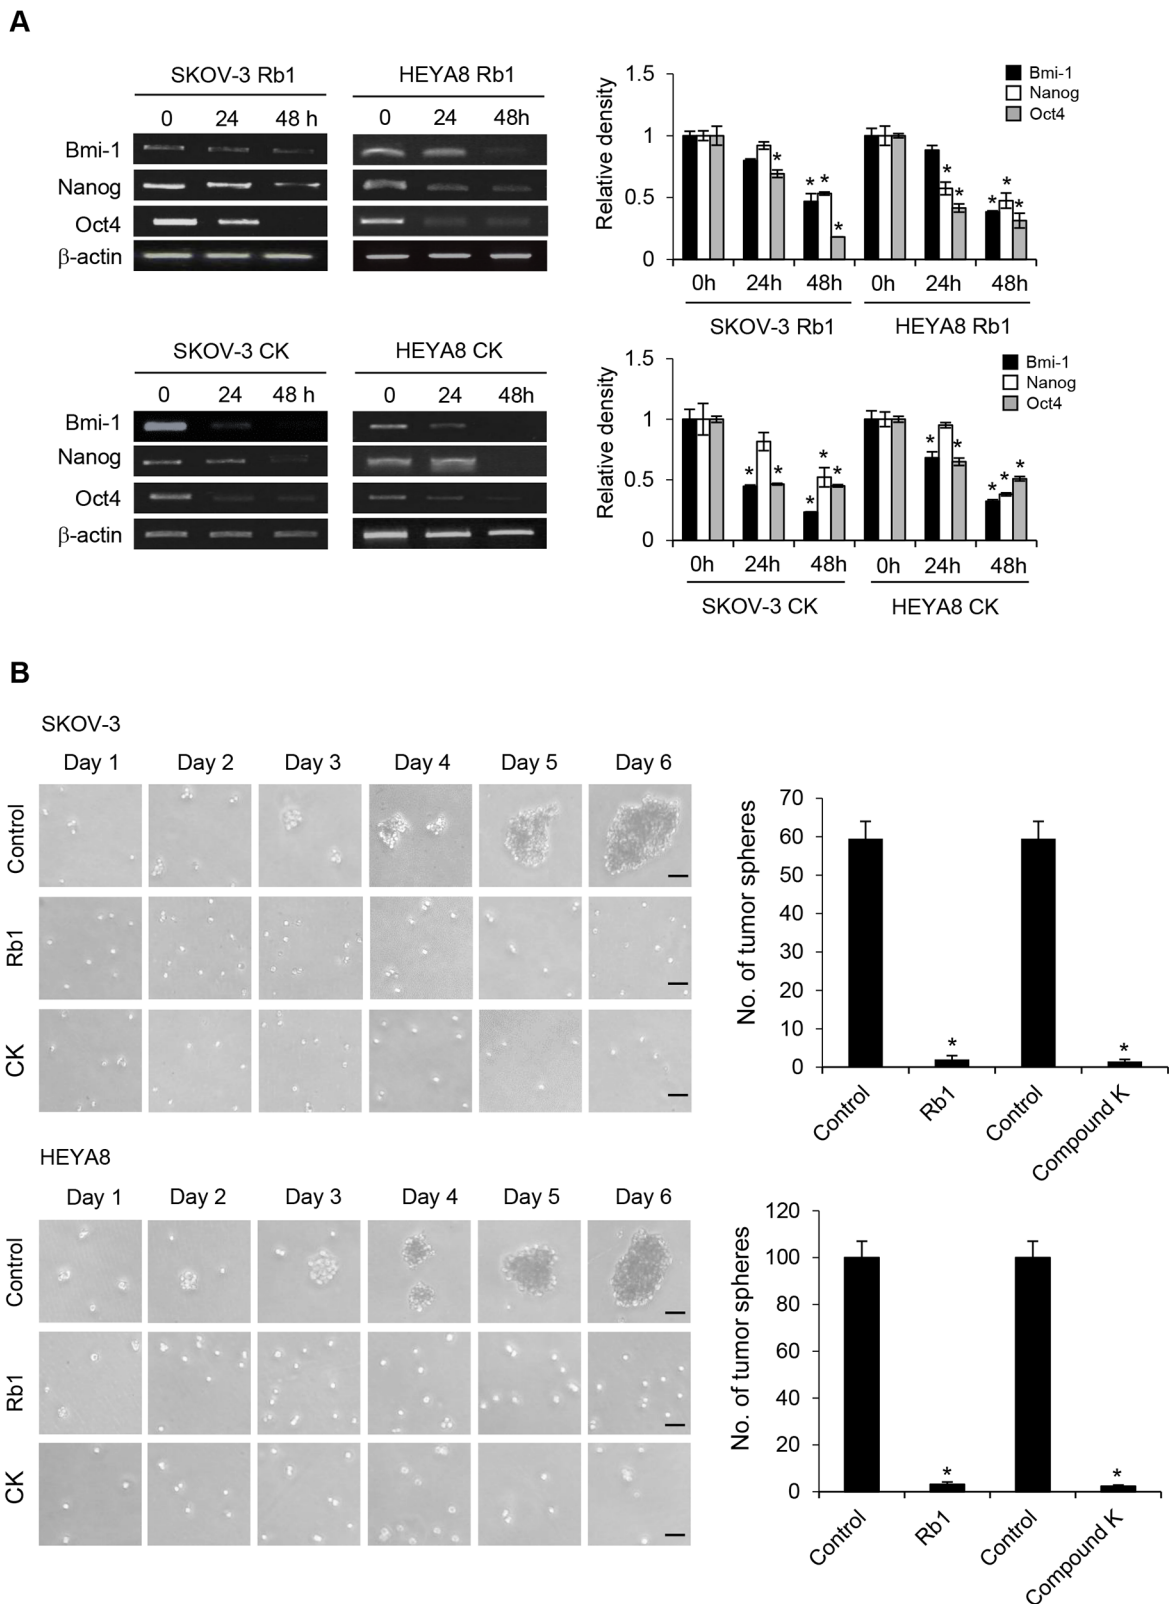 A
SKOV-3 Rb1
HEYA8 Rb1
0 24 48 h
0 24 48h
Bmi-1
Nanog
Oct4
β-actin
Relative density
1.5
1
0.5
0
Bmi-1
Nanog
Oct4
* * * *
* * * * *
0h 24h 48h 0h 24h 48h
SKOV-3 Rb1
HEYA8 Rb1
SKOV-3 CK
HEYA8 CK
0 24 48 h
0 24 48h
Bmi-1
Nanog
Oct4
β-actin
Relative density
1.5
1
0.5
0
Bmi-1
Nanog
Oct4
* * * * *
* * * * *
0h 24h 48h 0h 24h 48h
SKOV-3 CK
HEYA8 CK
B
SKOV-3
Day 1 Day 2 Day 3 Day 4 Day 5 Day 6
Control
Rb1
CK
No. of tumor spheres
70
60
50
40
30
20
10
0
* *
Control Rb1 Control Compound K
HEYA8
Day 1 Day 2 Day 3 Day 4 Day 5 Day 6
Control
Rb1
CK
No. of tumor spheres
120
100
80
60
40
20
0
* *
Control Rb1 Control Compound K